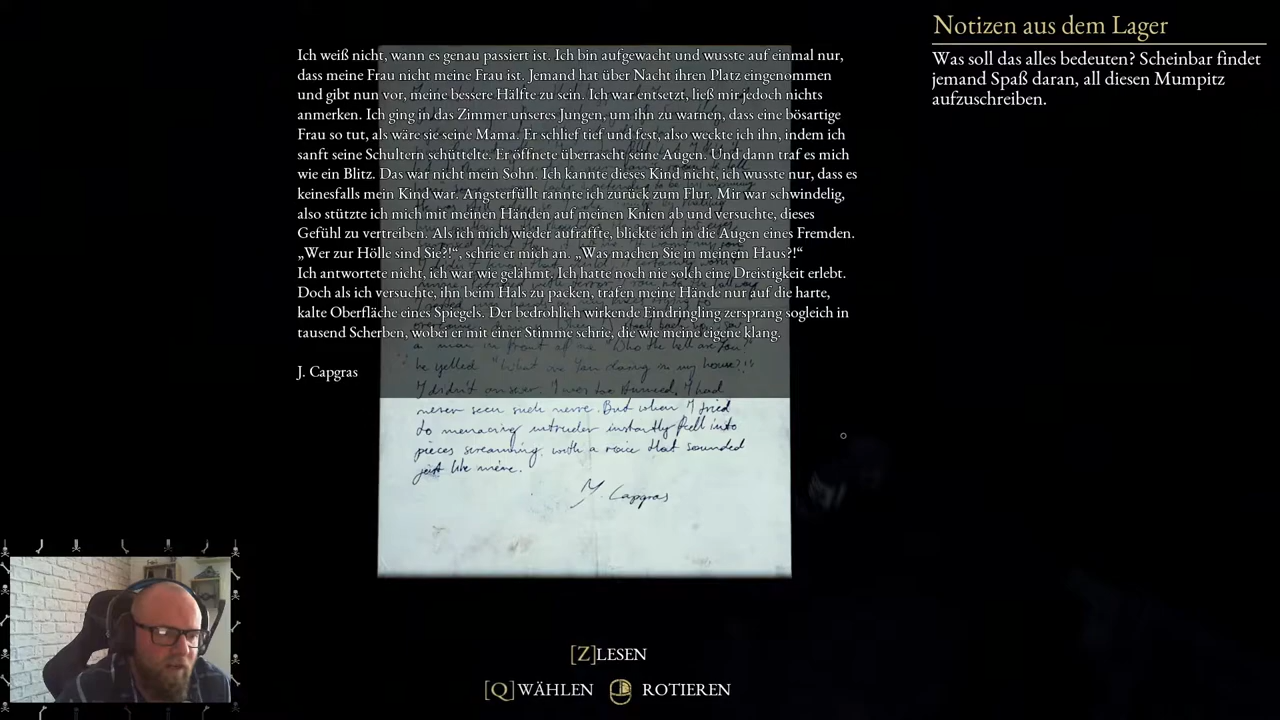 Notizen aus dem Lager
Was soll das alles bedeuten? Scheinbar findet
jemand Spaß daran, all diesen Mumpitz
aufzuschreiben.
Ich weiß nicht, wann es genau passiert ist. Ich bin aufgewacht und wusste auf einmal nur,
dass meine Frau nicht meine Frau ist. Jemand hat über Nacht ihren Platz eingenommen
und gibt nun vor, meine bessere Hälfte zu sein. Ich war entsetzt, ließ mir jedoch nichts
anmerken. Ich ging in das Zimmer unseres Jungen, um ihn zu warnen, dass eine bösartige
Frau so tut, als wäre sie seine Mama. Er schlief tief und fest, also weckte ich ihn, indem ich
sanft seine Schultern schüttelte. Er öffnete überrascht seine Augen. Und dann traf es mich
wie ein Blitz. Das war nicht mein Sohn. Ich kannte dieses Kind nicht, ich wusste nur, dass es
keinesfalls mein Kind war. Angsterfüllt rannte ich zurück zum Flur. Mir war schwindelig,
also stützte ich mich mit meinen Händen auf meinen Knien ab und versuchte, dieses
Gefühl zu vertreiben. Als ich mich wieder aufraffte, blickte ich in die Augen eines Fremden.
„Wer zur Hölle sind Sie?!“, schrie er mich an. „Was machen Sie in meinem Haus?!“
Ich antwortete nicht, ich war wie gelähmt. Ich hatte noch nie solch eine Dreistigkeit erlebt.
Doch als ich versuchte, ihn beim Hals zu packen, trafen meine Hände nur auf die harte,
kalte Oberfläche eines Spiegels. Der bedrohlich wirkende Eindringling zersprang sogleich in
tausend Scherben, wobei er mit einer Stimme schrie, die wie meine eigene klang.
J. Capgras
a man in front of me "Who the hell are you?"
he yelled "What are you doing in my house?!"
I didn't answer. I was too stunned. I had
never seen such nerve. But when I tried
to menacing intruder instantly fell into
pieces screaming, with a voice that sounded
just like mine.
Capgras
[Z]LESEN
[Q]WÄHLEN ROTIEREN